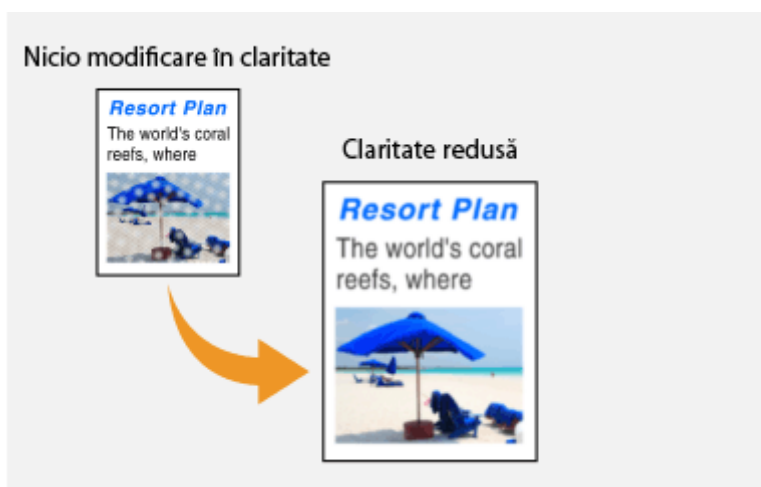 Nicio modificare în claritate
Resort Plan
The world's coral
reefs, where
Claritate redusă
Resort Plan
The world's coral
reefs, where